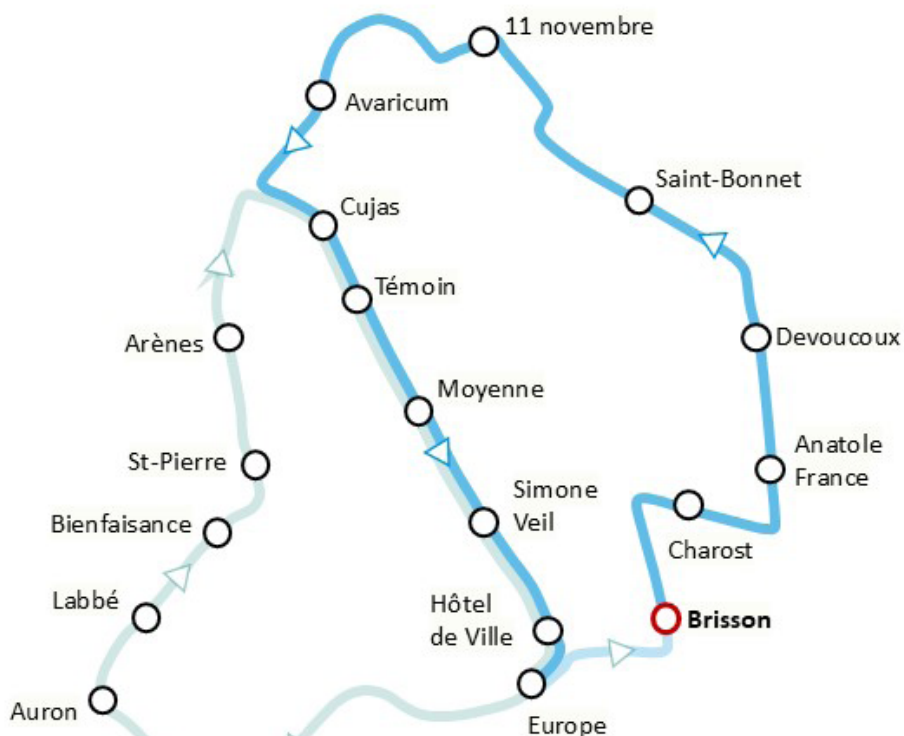 11 novembre
Avaricum
Saint-Bonnet
Cujas
Témoin
Arènes
Devoucoux
Moyenne
St-Pierre
Anatole
France
Simone
Veil
Bienfaisance
Charost
Labbé
Hôtel
de Ville
Brisson
Auron
Europe